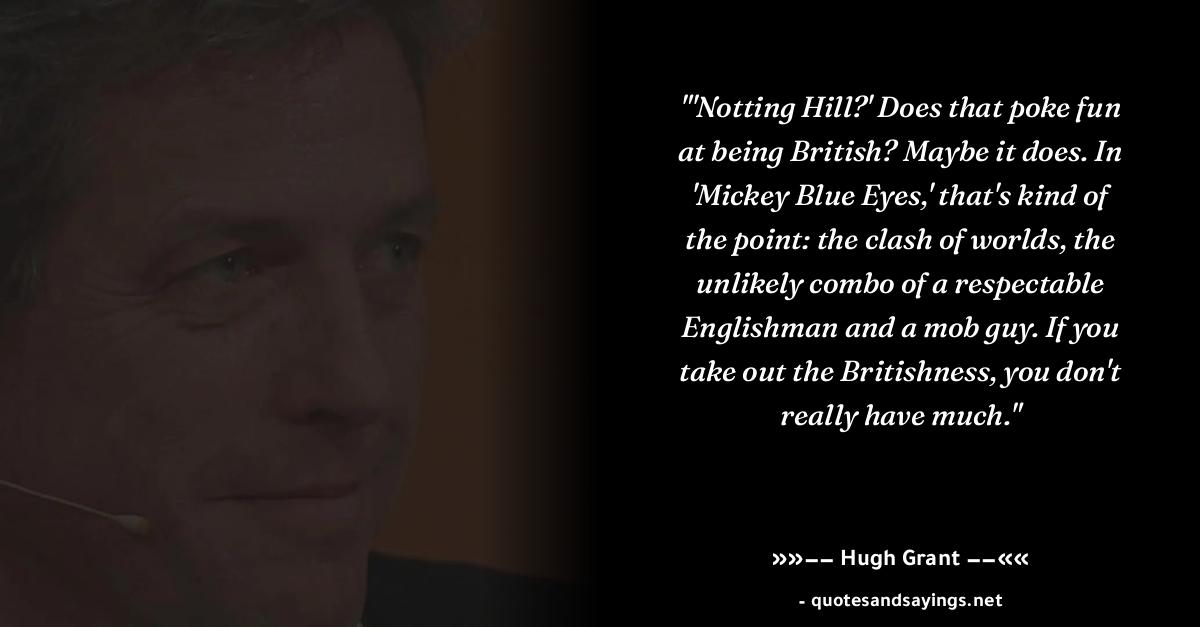 "'Notting Hill?' Does that poke fun
at being British? Maybe it does. In
'Mickey Blue Eyes,' that's kind of
the point: the clash of worlds, the
unlikely combo of a respectable
Englishman and a mob guy. If you
take out the Britishness, you don't
really have much."
»»–– Hugh Grant ––««
- quotesandsayings.net